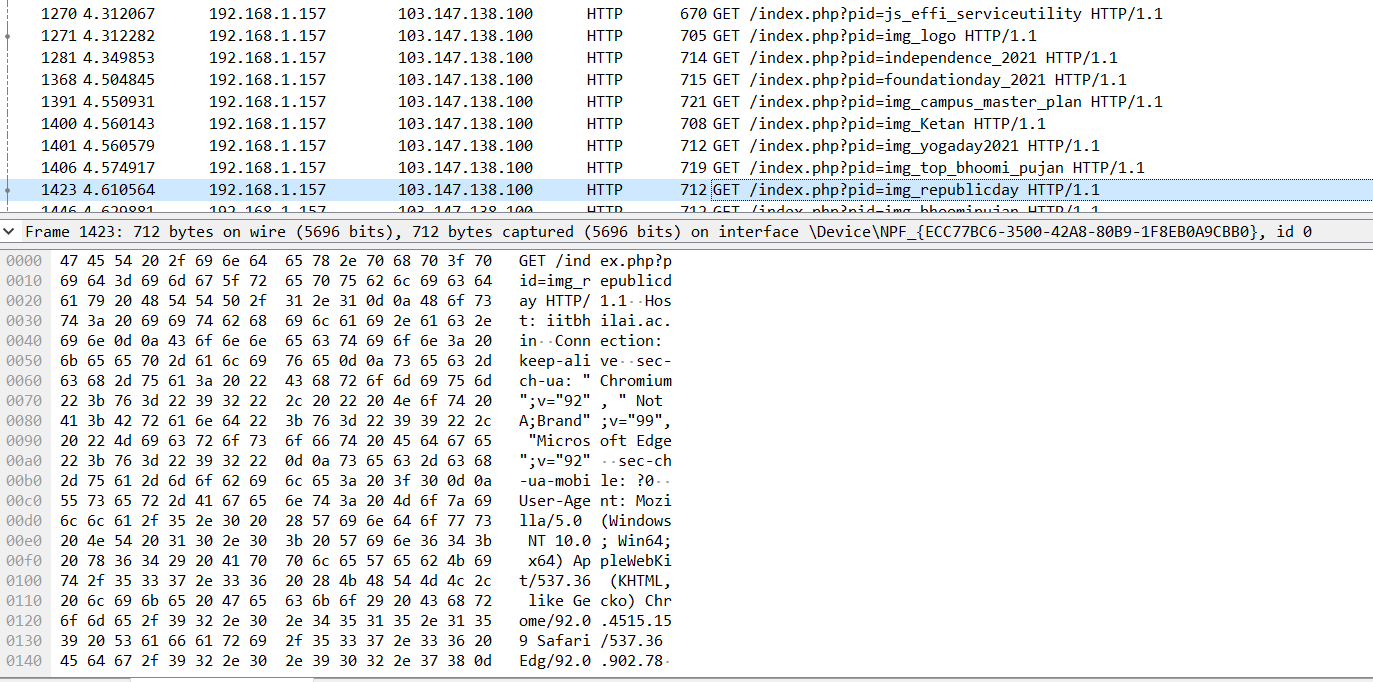 1270 4.312067 192.168.1.157 103.147.138.100 HTTP 670 GET /index.php?pid=js_effi_serviceutility HTTP/1.1
1271 4.312282 192.168.1.157 103.147.138.100 HTTP 705 GET /index.php?pid=img_logo HTTP/1.1
1281 4.349853 192.168.1.157 103.147.138.100 HTTP 714 GET /index.php?pid=independence_2021 HTTP/1.1
1368 4.504845 192.168.1.157 103.147.138.100 HTTP 715 GET /index.php?pid=foundationday_2021 HTTP/1.1
1391 4.550931 192.168.1.157 103.147.138.100 HTTP 721 GET /index.php?pid=img_campus_master_plan HTTP/1.1
1400 4.560143 192.168.1.157 103.147.138.100 HTTP 708 GET /index.php?pid=img_Ketan HTTP/1.1
1401 4.560579 192.168.1.157 103.147.138.100 HTTP 712 GET /index.php?pid=img_yogaday2021 HTTP/1.1
1406 4.574917 192.168.1.157 103.147.138.100 HTTP 719 GET /index.php?pid=img_top_bhoomi_pujan HTTP/1.1
1423 4.610564 192.168.1.157 103.147.138.100 HTTP 712 GET /index.php?pid=img_republicday HTTP/1.1
1446 4.629881 192.168.1.157 103.147.138.100 HTTP 712 GET /index.php?pid=img_bhoomipujan HTTP/1.1
Frame 1423: 712 bytes on wire (5696 bits), 712 bytes captured (5696 bits) on interface \Device\NPF_{ECC77BC6-3500-42A8-80B9-1F8EB0A9CBB0}, id 0
0000 47 45 54 20 2f 69 6e 64 65 78 2e 70 68 70 3f 70 GET /ind ex.php?p
0010 69 64 3d 69 6d 67 5f 72 65 70 75 62 6c 69 63 64 id=img_r epublicd
0020 61 79 20 48 54 54 50 2f 31 2e 31 0d 0a 48 6f 73 ay HTTP/ 1.1··Hos
0030 74 3a 20 69 69 74 62 68 69 6c 61 69 2e 61 63 2e t: iitbh ilai.ac.
0040 69 6e 0d 0a 43 6f 6e 6e 65 63 74 69 6f 6e 3a 20 in··Conn ection:
0050 6b 65 65 70 2d 61 6c 69 76 65 0d 0a 73 65 63 2d keep-ali ve··sec-
0060 63 68 2d 75 61 3a 20 22 43 68 72 6f 6d 69 75 6d ch-ua: " Chromium
0070 22 3b 76 3d 22 39 32 22 2c 20 22 20 4e 6f 74 20 ";v="92" , " Not
0080 41 3b 42 72 61 6e 64 22 3b 76 3d 22 39 39 22 2c A;Brand" ;v="99",
0090 20 22 4d 69 63 72 6f 73 6f 66 74 20 45 64 67 65 "Micros oft Edge
00a0 22 3b 76 3d 22 39 32 22 0d 0a 73 65 63 2d 63 68 ";v="92" ··sec-ch
00b0 2d 75 61 2d 6d 6f 62 69 6c 65 3a 20 3f 30 0d 0a -ua-mobi le: ?0··
00c0 55 73 65 72 2d 41 67 65 6e 74 3a 20 4d 6f 7a 69 User-Age nt: Mozi
00d0 6c 6c 61 2f 35 2e 30 20 28 57 69 6e 64 6f 77 73 lla/5.0 (Windows
00e0 20 4e 54 20 31 30 2e 30 3b 20 57 69 6e 36 34 3b NT 10.0 ; Win64;
00f0 20 78 36 34 29 20 41 70 70 6c 65 57 65 62 4b 69 x64) Ap pleWebKi
0100 74 2f 35 33 37 2e 33 36 20 28 4b 48 54 4d 4c 2c t/537.36 (KHTML,
0110 20 6c 69 6b 65 20 47 65 63 6b 6f 29 20 43 68 72 like Ge cko) Chr
0120 6f 6d 65 2f 39 32 2e 30 2e 34 35 31 35 2e 31 35 ome/92.0 .4515.15
0130 39 20 53 61 66 61 72 69 2f 35 33 37 2e 33 36 20 9 Safari /537.36
0140 45 64 67 2f 39 32 2e 30 2e 39 30 32 2e 37 38 0d Edg/92.0 .902.78·